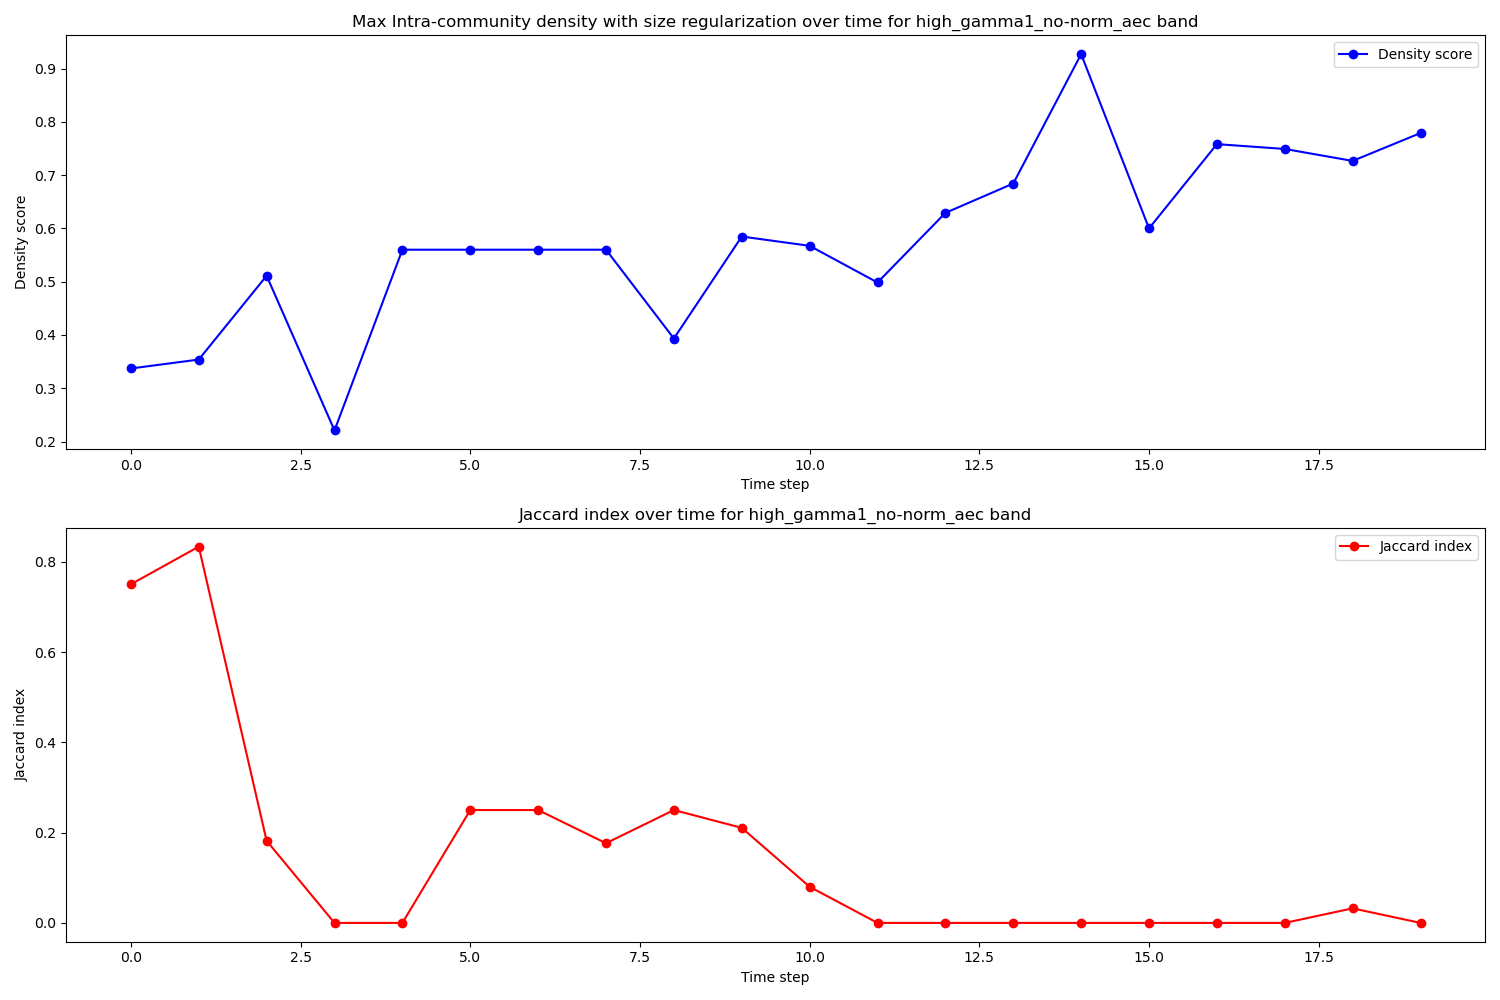 Max Intra-community density with size regularization over time for high_gamma1_no-norm_aec band
Density score
0.9
0.8
0.7
0.6
0.5
0.4
0.3
0.2
Density score
0.0 2.5 5.0 7.5 10.0 12.5 15.0 17.5
Time step
Jaccard index over time for high_gamma1_no-norm_aec band
Jaccard index
0.8
0.6
0.4
0.2
0.0
Jaccard index
0.0 2.5 5.0 7.5 10.0 12.5 15.0 17.5
Time step